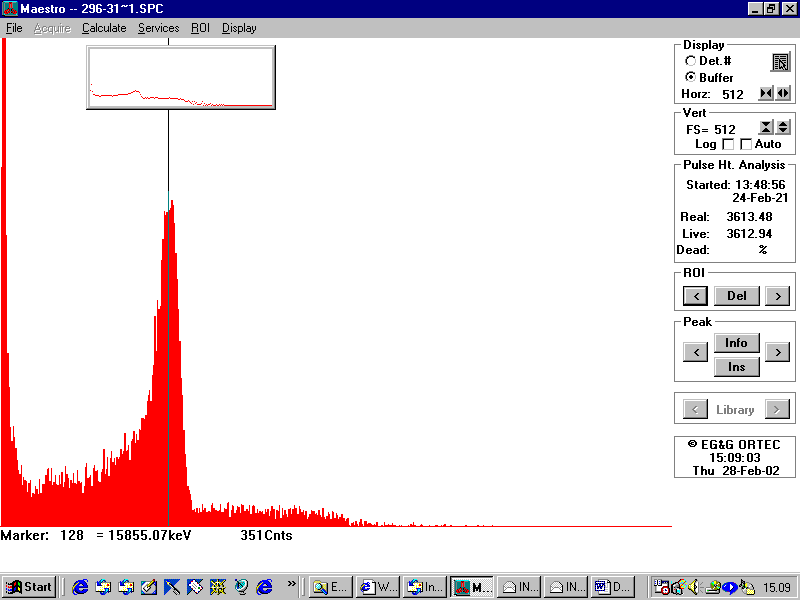 Maestro -- 296-31~1.SPC
File Acquire Calculate Services ROI Display
Display
Det.#
Buffer
Horz: 512
Vert
FS= 512
Log Auto
Pulse Ht. Analysis
Started: 13:48:56
24-Feb-21
Real: 3613.48
Live: 3612.94
Dead: %
ROI
< Del >
Peak
Info
< >
Ins
< Library >
© EG&G ORTEC
15:09:03
Thu 28-Feb-02
Marker: 128 = 15855.07keV 351Cnts
Start » E... W... In... M... IN... IN... D... 15.09